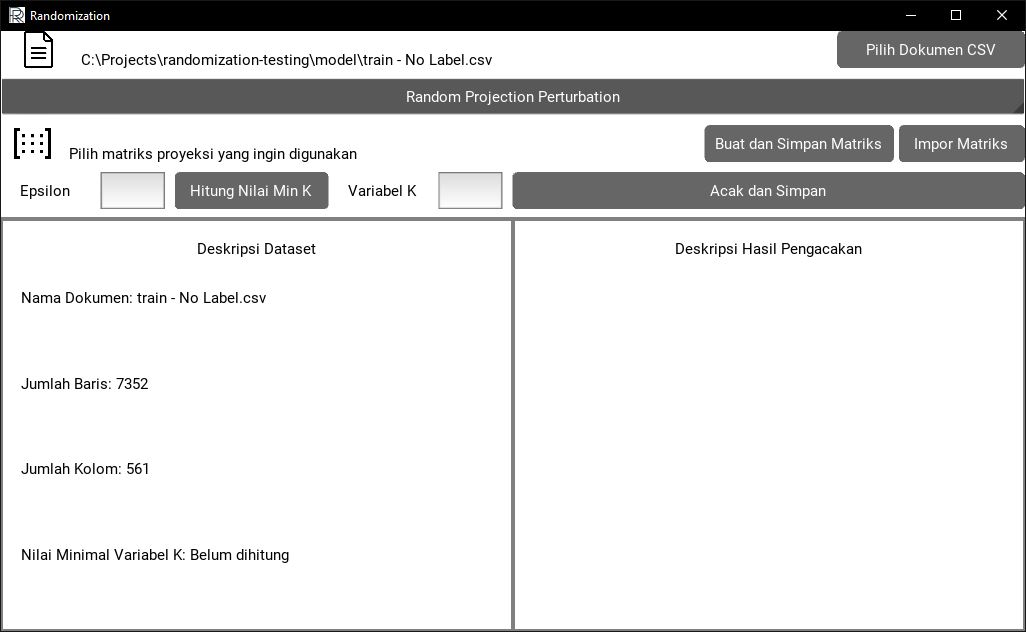 Randomization
C:\Projects\randomization-testing\model\train - No Label.csv
Pilih Dokumen CSV
Random Projection Perturbation
Pilih matriks proyeksi yang ingin digunakan
Buat dan Simpan Matriks
Impor Matriks
Epsilon
Hitung Nilai Min K
Variabel K
Acak dan Simpan
Deskripsi Dataset
Nama Dokumen: train - No Label.csv
Jumlah Baris: 7352
Jumlah Kolom: 561
Nilai Minimal Variabel K: Belum dihitung
Deskripsi Hasil Pengacakan